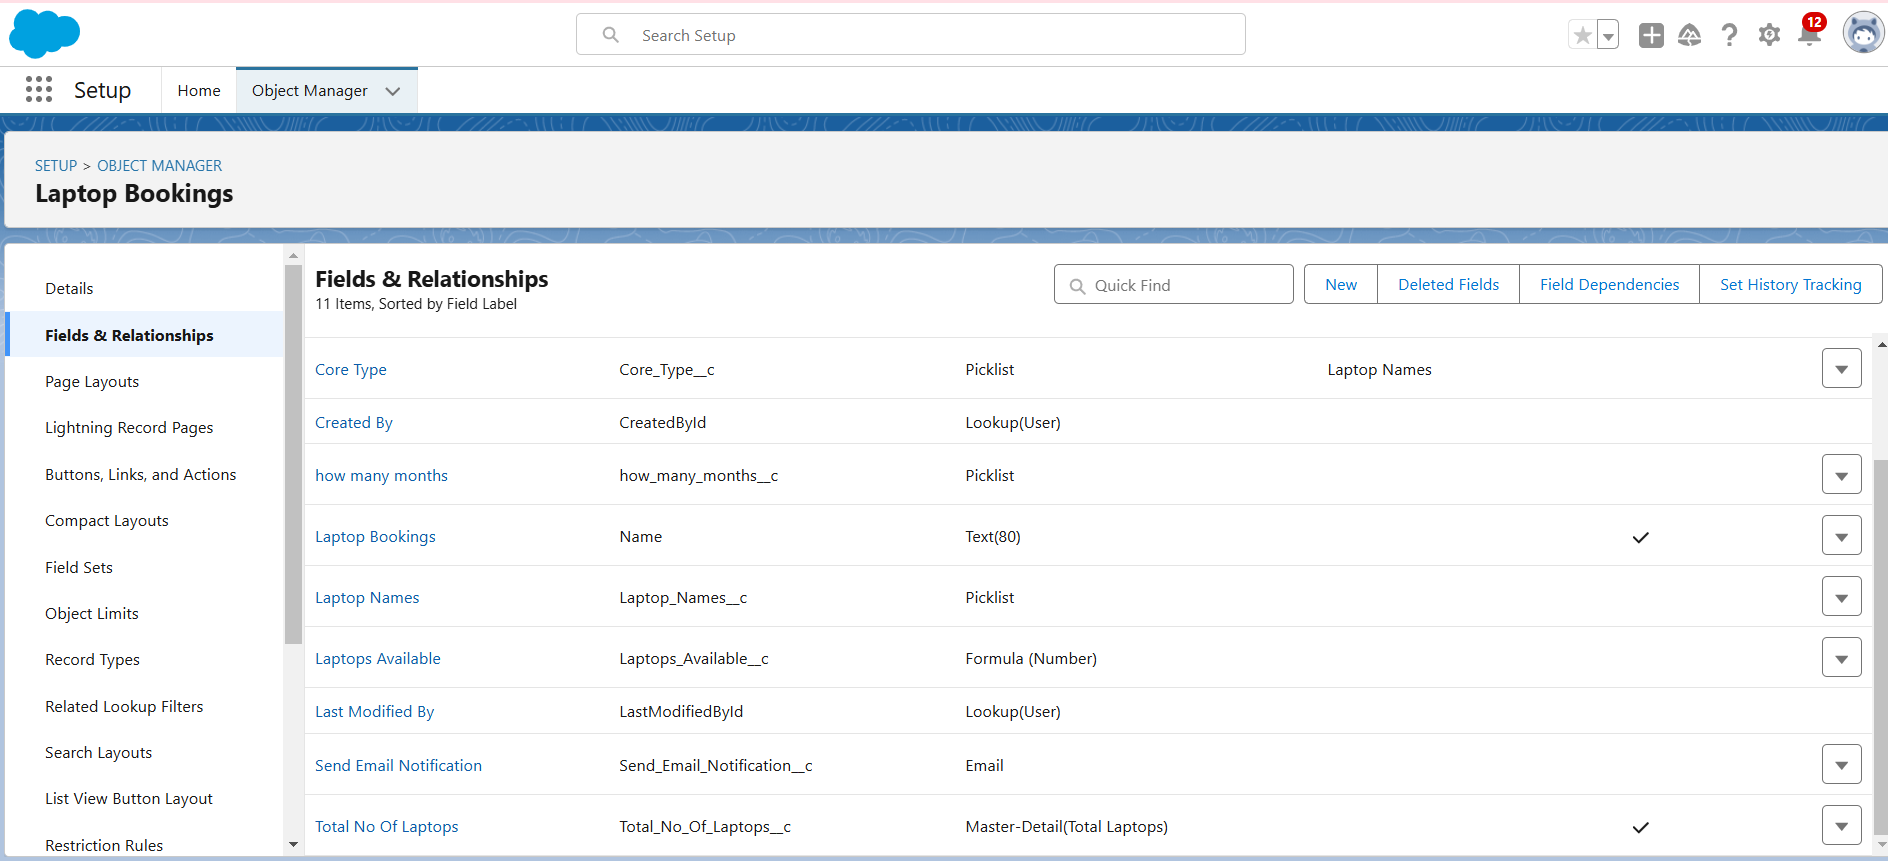 Search Setup
12
Setup
Home
Object Manager
SETUP > OBJECT MANAGER
Laptop Bookings
Details
Fields & Relationships
Page Layouts
Lightning Record Pages
Buttons, Links, and Actions
Compact Layouts
Field Sets
Object Limits
Record Types
Related Lookup Filters
Search Layouts
List View Button Layout
Restriction Rules
Fields & Relationships
11 Items, Sorted by Field Label
Quick Find
New
Deleted Fields
Field Dependencies
Set History Tracking
Core Type Core_Type__c Picklist Laptop Names
Created By CreatedById Lookup(User)
how many months how_many_months__c Picklist
Laptop Bookings Name Text(80)
Laptop Names Laptop_Names__c Picklist
Laptops Available Laptops_Available__c Formula (Number)
Last Modified By LastModifiedById Lookup(User)
Send Email Notification Send_Email_Notification__c Email
Total No Of Laptops Total_No_Of_Laptops__c Master-Detail(Total Laptops)